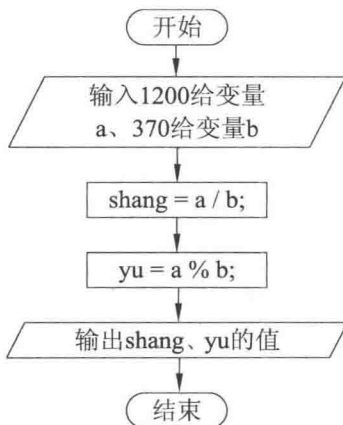 开始
输入1200给变量
a、370给变量b
shang = a / b;
yu = a % b;
输出shang、yu的值
结束